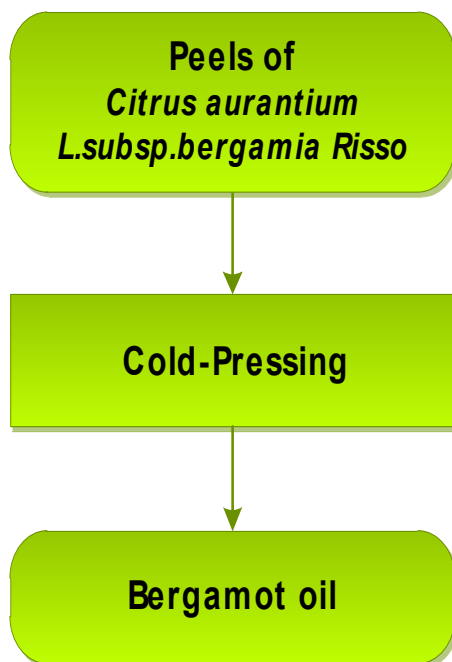 Peels of
Citrus aurantium
L.subsp.bergamia Risso
Cold-Pressing
Bergamot oil